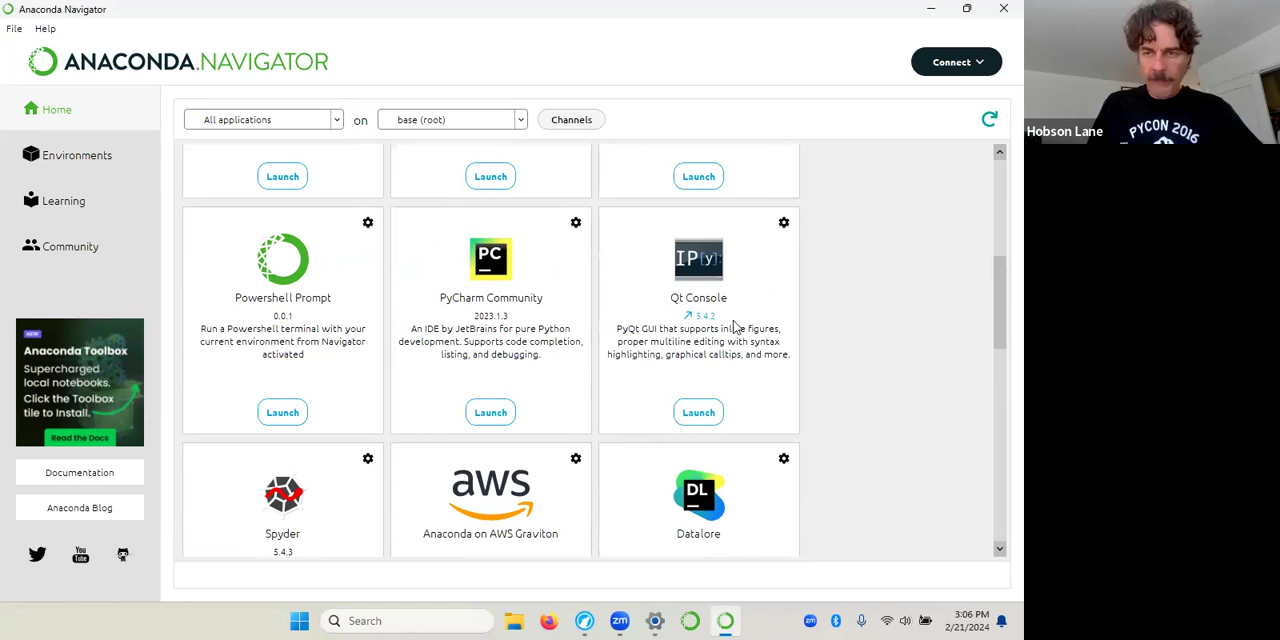 Anaconda Navigator
File Help
ANACONDA.NAVIGATOR
Connect
Home
Environments
Learning
Community
All applications
on
base (root)
Channels
Launch
Launch
Launch
Powershell Prompt
0.0.1
Run a Powershell terminal with your
current environment from Navigator
activated
Launch
PC
PyCharm Community
2023.1.3
An IDE by JetBrains for pure Python
development. Supports code completion,
listing, and debugging.
Launch
IP[y]:
Qt Console
5.4.2
PyQt GUI that supports inline figures,
proper multiline editing with syntax
highlighting, graphical calltips, and more.
Launch
Spyder
5.4.3
aws
Anaconda on AWS Graviton
DL
Datalore
NEW
Anaconda Toolbox
Supercharged
local notebooks.
Click the Toolbox
tile to Install.
Read the Docs
Documentation
Anaconda Blog
You
Tube
Search
zm
zm
3:06 PM
2/21/2024
Hobson Lane
PYCON 2016